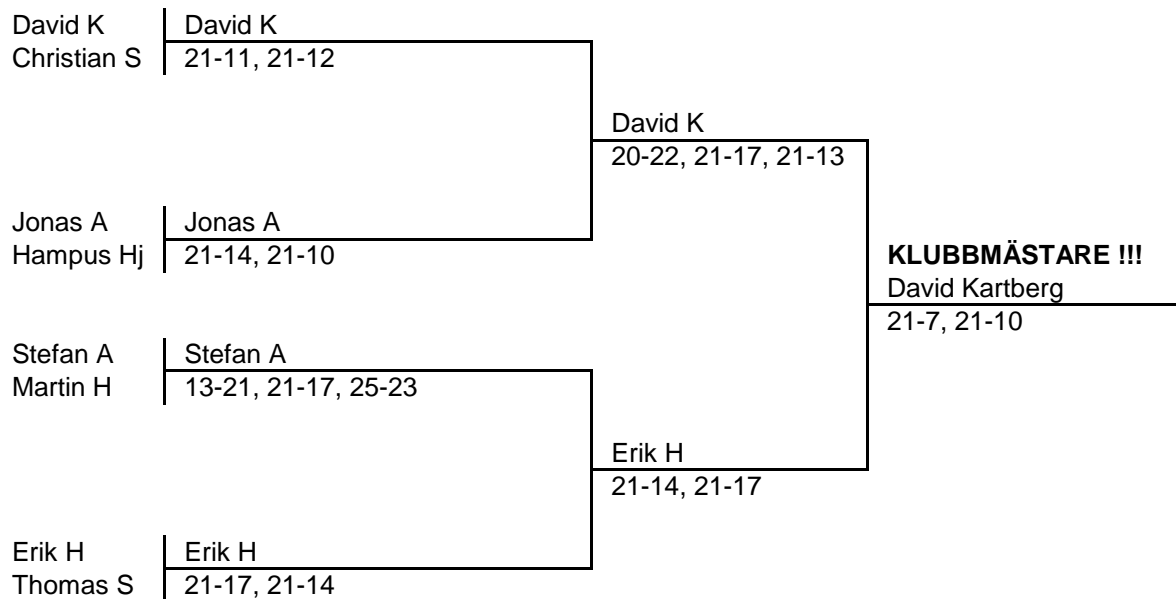 David K
David K
Christian S
21-11, 21-12
David K
20-22, 21-17, 21-13
Jonas A
Jonas A
Hampus Hj
21-14, 21-10
KLUBBMÄSTARE !!!
David Kartberg
21-7, 21-10
Stefan A
Stefan A
Martin H
13-21, 21-17, 25-23
Erik H
21-14, 21-17
Erik H
Erik H
Thomas S
21-17, 21-14